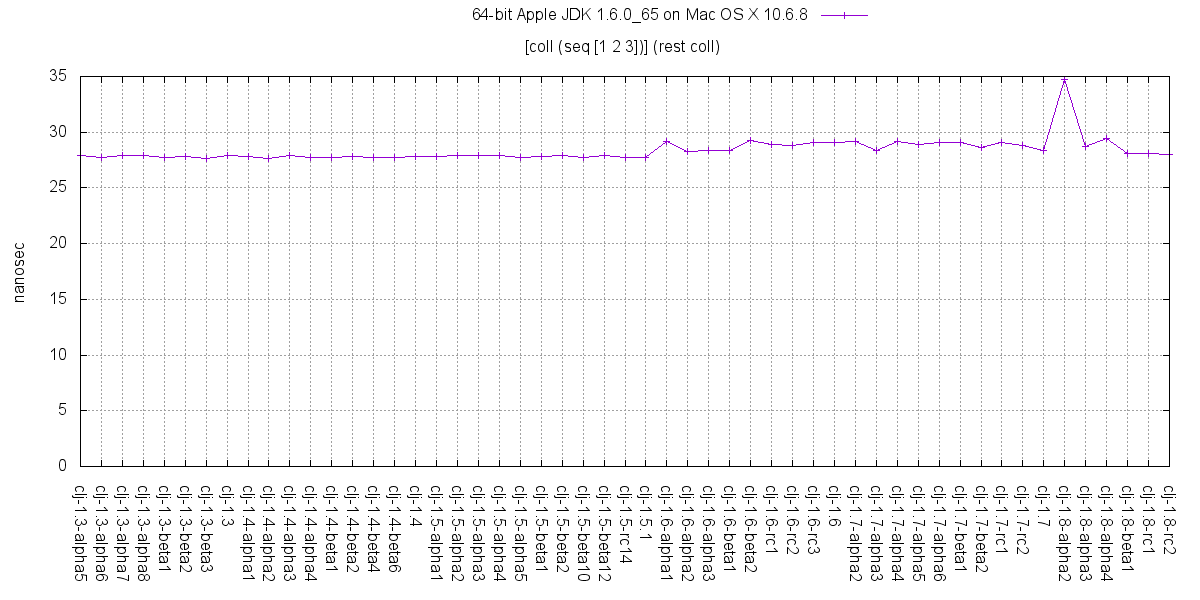 64-bit Apple JDK 1.6.0_65 on Mac OS X 10.6.8
[coll (seq [1 2 3])] (rest coll)
35
30
25
20
15
10
5
0
nanosec
clj-1.3-alpha5
clj-1.3-alpha6
clj-1.3-alpha7
clj-1.3-alpha8
clj-1.3-beta1
clj-1.3-beta2
clj-1.3-beta3
clj-1.3
clj-1.4-alpha1
clj-1.4-alpha2
clj-1.4-alpha3
clj-1.4-alpha4
clj-1.4-beta1
clj-1.4-beta2
clj-1.4-beta4
clj-1.4-beta6
clj-1.4
clj-1.5-alpha1
clj-1.5-alpha2
clj-1.5-alpha3
clj-1.5-alpha4
clj-1.5-alpha5
clj-1.5-beta1
clj-1.5-beta2
clj-1.5-beta10
clj-1.5-beta12
clj-1.5-rc14
clj-1.5.1
clj-1.6-alpha1
clj-1.6-alpha2
clj-1.6-alpha3
clj-1.6-beta1
clj-1.6-beta2
clj-1.6-rc1
clj-1.6-rc2
clj-1.6-rc3
clj-1.6
clj-1.7-alpha2
clj-1.7-alpha3
clj-1.7-alpha4
clj-1.7-alpha5
clj-1.7-alpha6
clj-1.7-beta1
clj-1.7-beta2
clj-1.7-rc1
clj-1.7-rc2
clj-1.7
clj-1.8-alpha2
clj-1.8-alpha3
clj-1.8-alpha4
clj-1.8-beta1
clj-1.8-rc1
clj-1.8-rc2